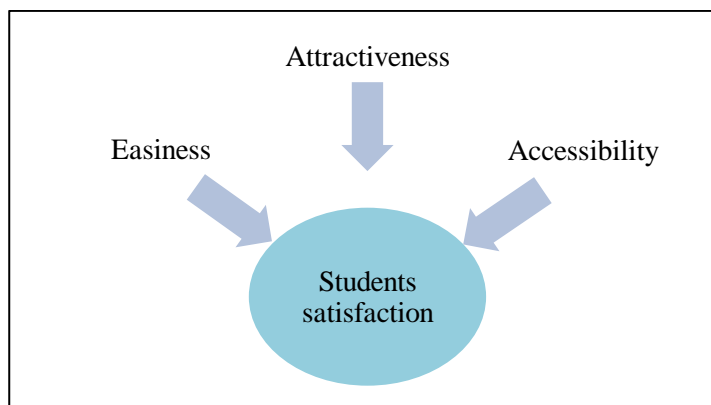 Attractiveness
Easiness
Accessibility
Students
satisfaction